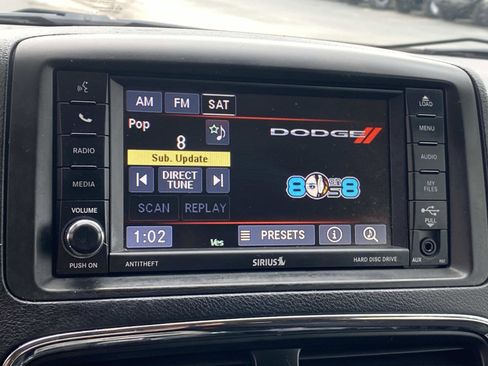 AM FM SAT
Pop
8
Sub. Update
DIRECT TUNE
SCAN REPLAY
1:02
PRESETS
DODGE
RADIO
MEDIA
VOLUME
PUSH ON
LOAD
MENU
AUDIO
MY FILES
PULL
AUX
ANTITHEFT
SIRIUS
HARD DISC DRIVE